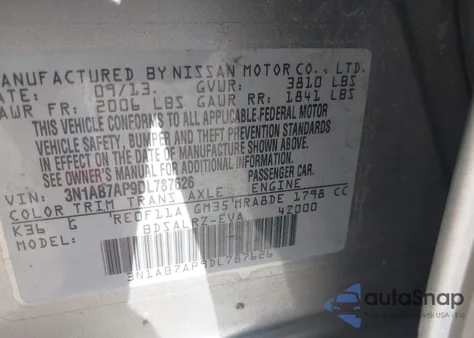 MANUFACTURED BY NISSAN MOTOR CO., LTD.
DATE: 09/13. GVWR: 3810 LBS
GAWR FR: 2006 LBS GAWR RR: 1841 LBS
THIS VEHICLE CONFORMS TO ALL APPLICABLE FEDERAL MOTOR
VEHICLE SAFETY, BUMPER, AND THEFT PREVENTION STANDARDS
IN EFFECT ON THE DATE OF MANUFACTURE SHOWN ABOVE.
SEE OWNER'S MANUAL FOR ADDITIONAL INFORMATION.
VIN: 3N1AB7AP9DL787626 PASSENGER CAR
COLOR TRIM TRANS AXLE ENGINE
K36 G RE0F11A GM35 MRA8DE 1798 CC
MODEL: BDSALRZ-EVA 42000
3N1AB7AP9DL787626
autoSnap
USA